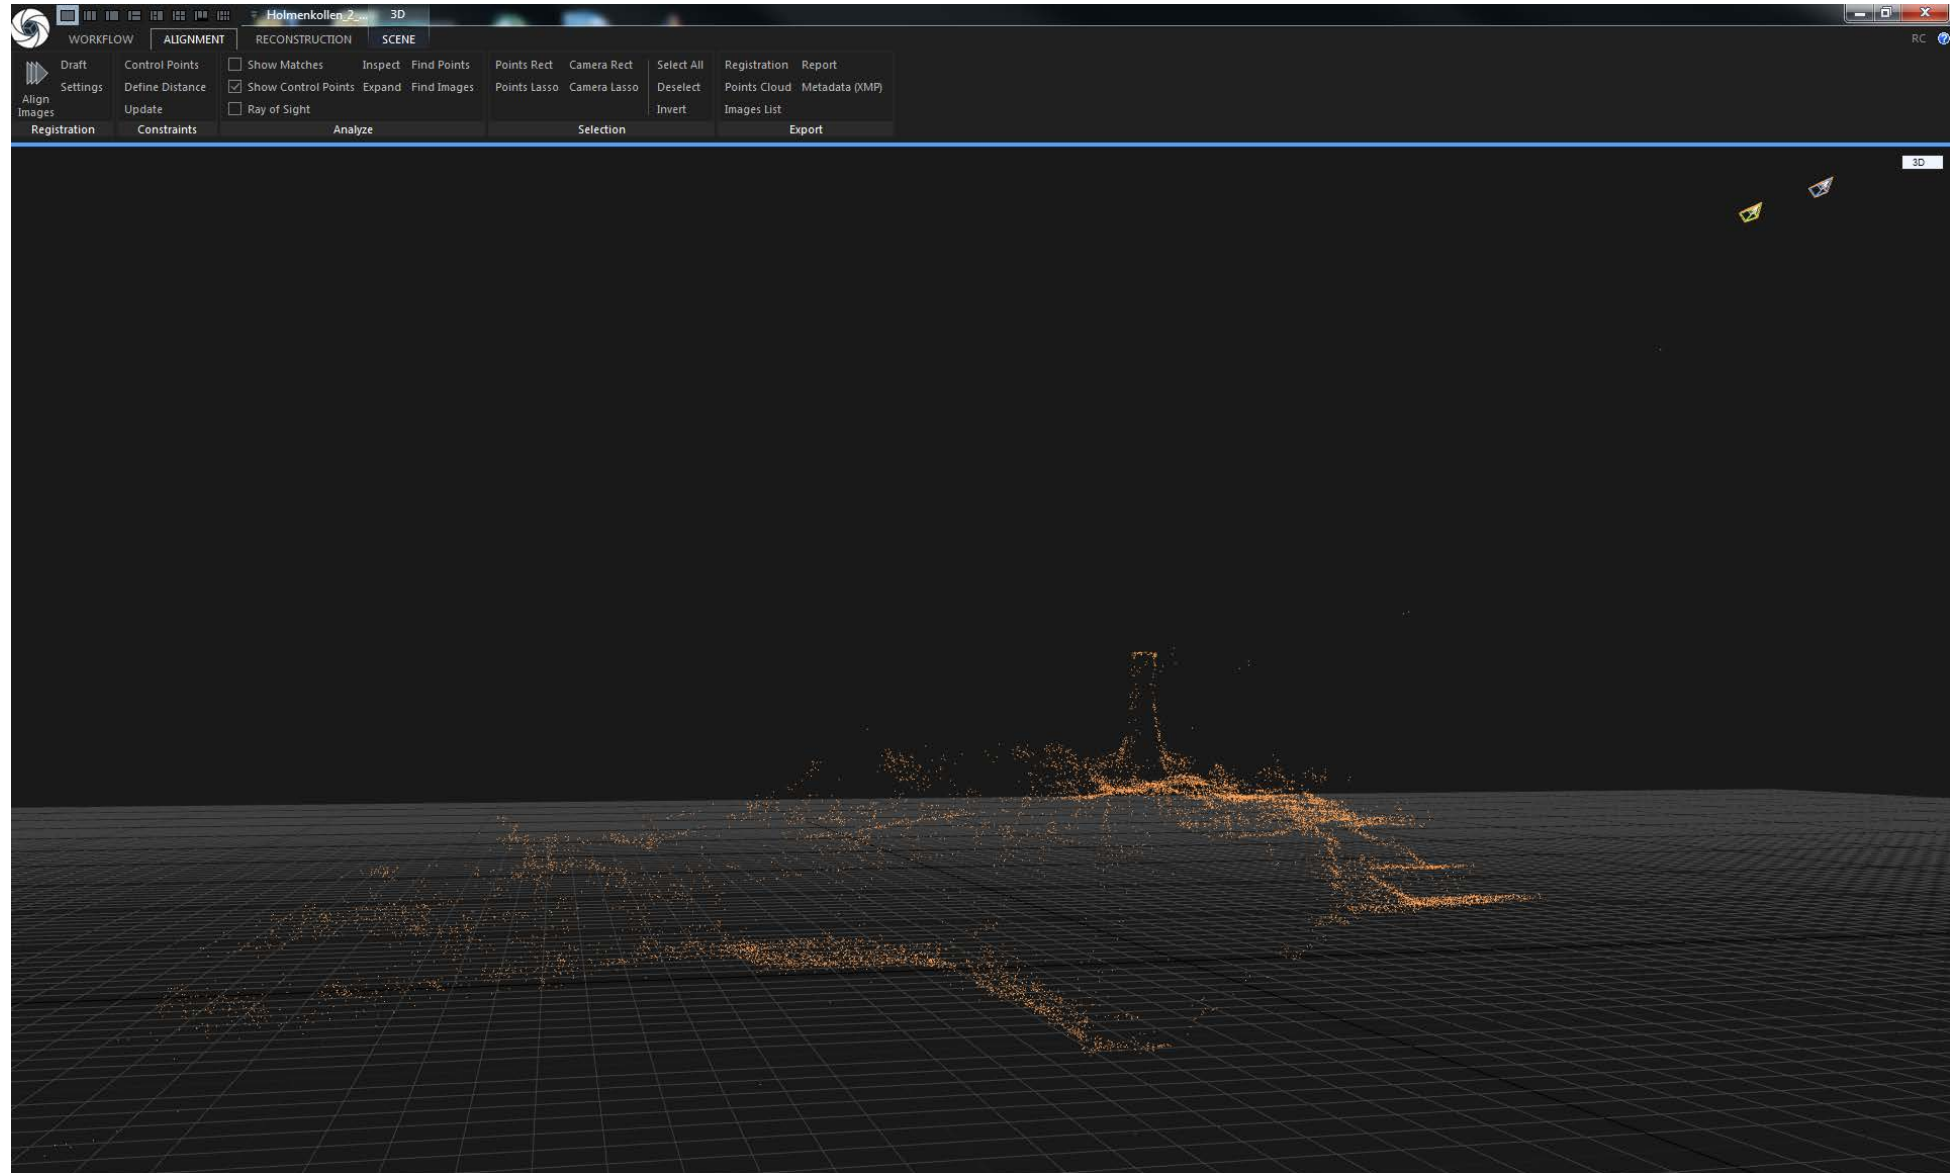 Holmenkollen_2_... 3D
WORKFLOW ALIGNMENT RECONSTRUCTION SCENE RC
Draft Control Points Show Matches Inspect Find Points Points Rect Camera Rect Select All Registration Report
Settings Define Distance Show Control Points Expand Find Images Points Lasso Camera Lasso Deselect Points Cloud Metadata (XMP)
Align
Images Update Ray of Sight Invert Images List
Registration Constraints Analyze Selection Export
3D